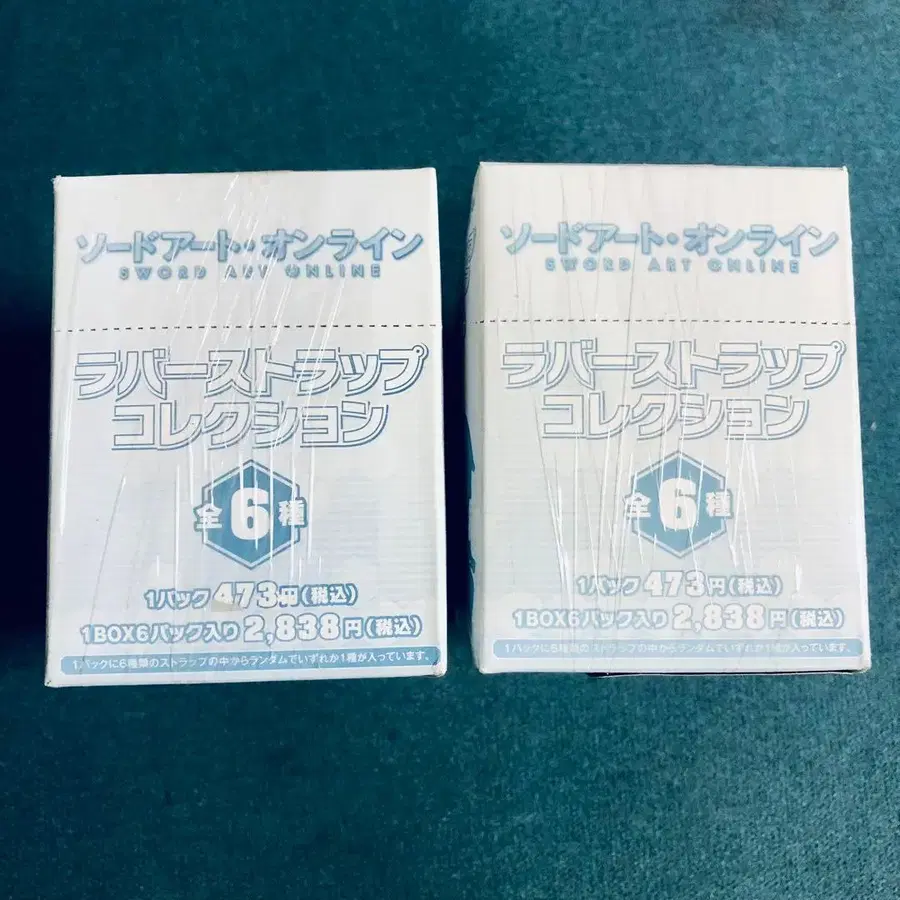 ソードアート・オンライン
SWORD ART ONLINE
ラバーストラップ
コレクション
全6種
1パック 473円(税込)
1BOX6パック入り 2,838円(税込)
1パックに6種類のストラップの中からランダムでいずれか1種が入っています。
ソードアート・オンライン
SWORD ART ONLINE
ラバーストラップ
コレクション
全6種
1パック 473円(税込)
1BOX6パック入り 2,838円(税込)
1パックに6種類のストラップの中からランダムでいずれか1種が入っています。